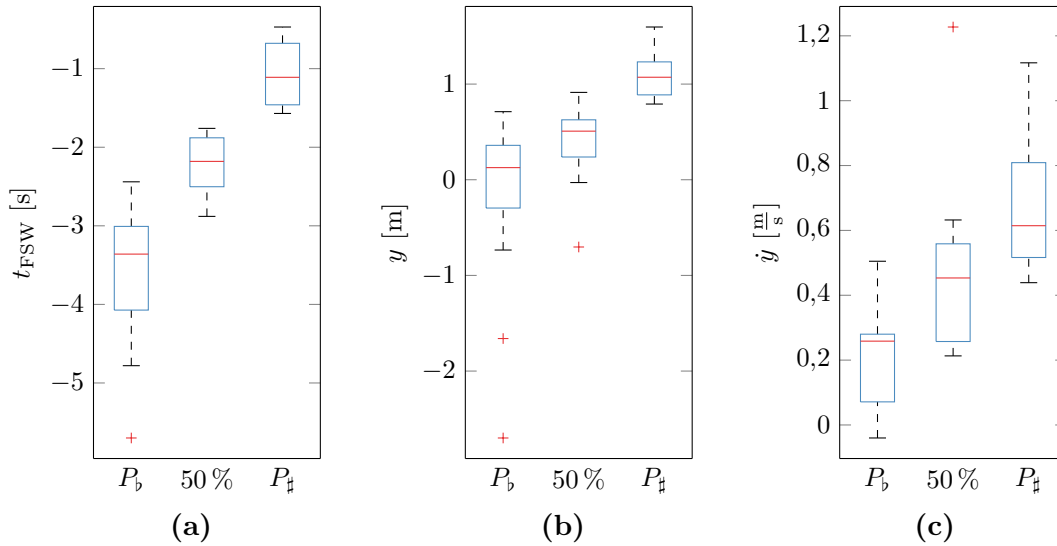 −1
−2
−3
−4
−5
t_FSW [s]
P♭ 50 % P♯
(a)
1
0
−1
−2
y [m]
P♭ 50 % P♯
(b)
1,2
1
0,8
0,6
0,4
0,2
0
ẏ [m/s]
P♭ 50 % P♯
(c)